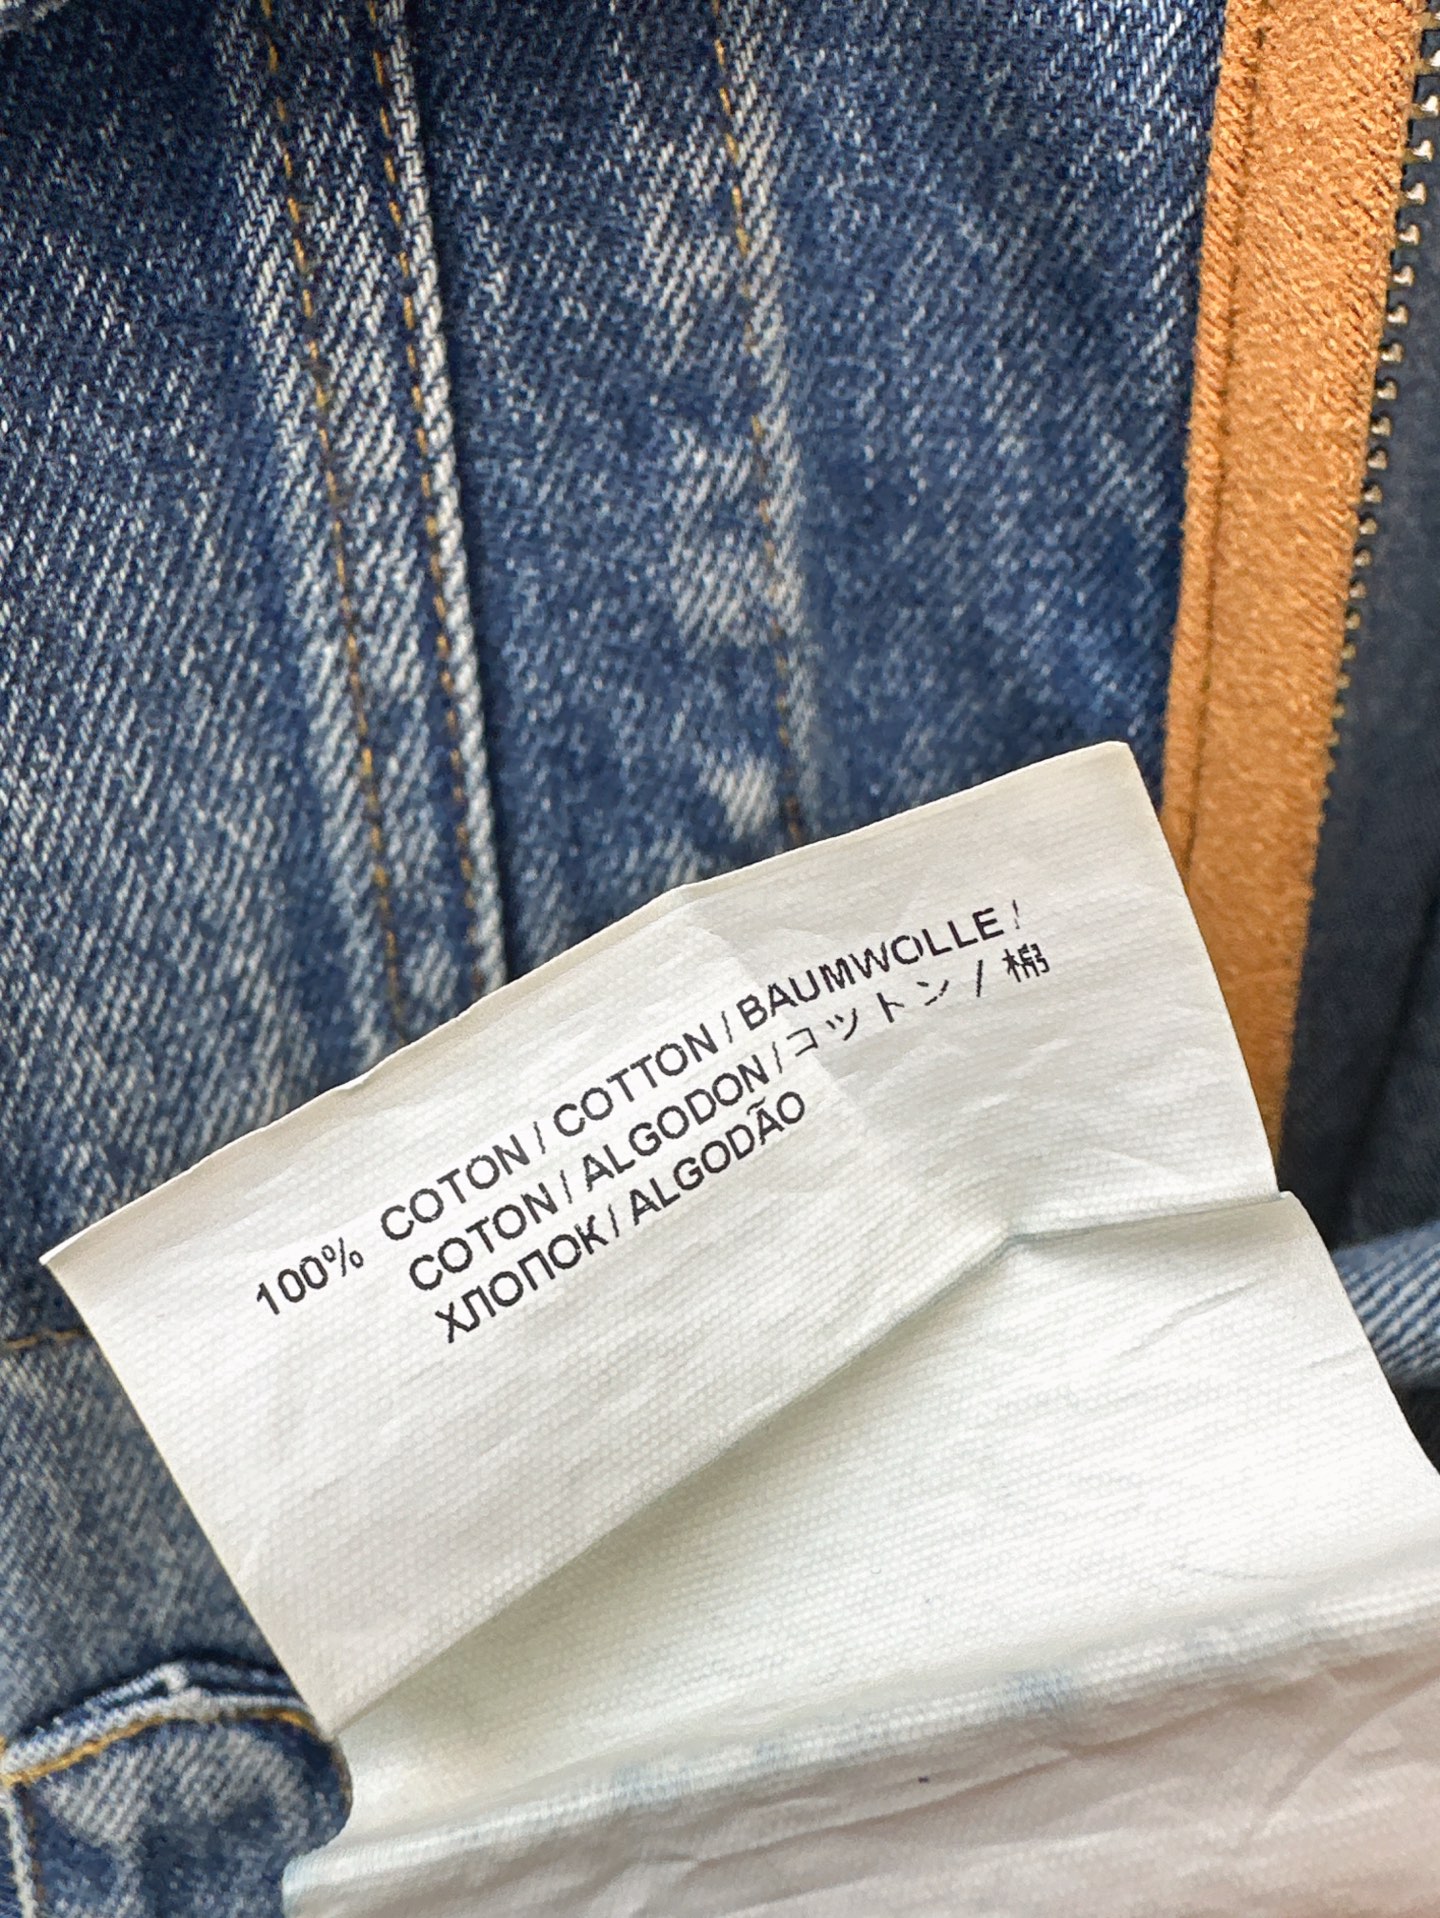 100% COTON / COTTON / BAUMWOLLE /
COTON / ALGODON / コットン / 棉
ХЛОПОК / ALGODÃO